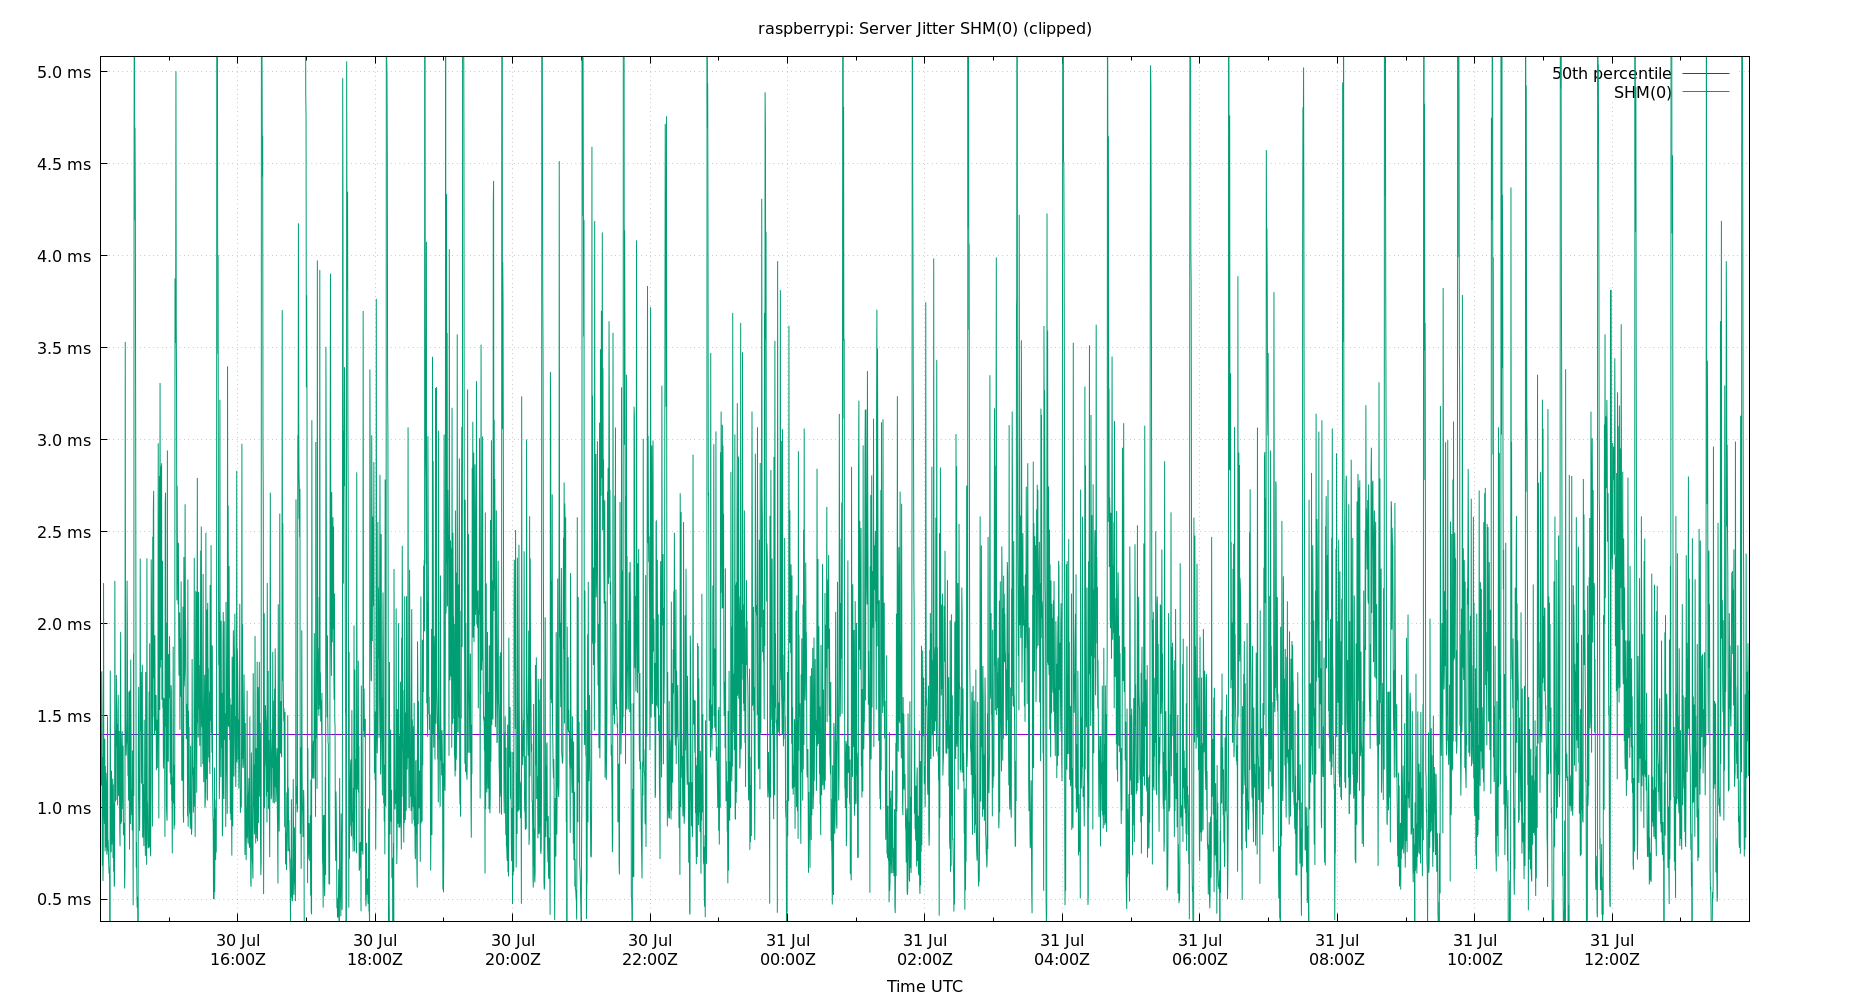 raspberrypi: Server Jitter SHM(0) (clipped)
5.0 ms
50th percentile
SHM(0)
4.5 ms
4.0 ms
3.5 ms
3.0 ms
2.5 ms
2.0 ms
1.5 ms
1.0 ms
0.5 ms
30 Jul 30 Jul 30 Jul 30 Jul 31 Jul 31 Jul 31 Jul 31 Jul 31 Jul 31 Jul 31 Jul
16:00Z 18:00Z 20:00Z 22:00Z 00:00Z 02:00Z 04:00Z 06:00Z 08:00Z 10:00Z 12:00Z
Time UTC